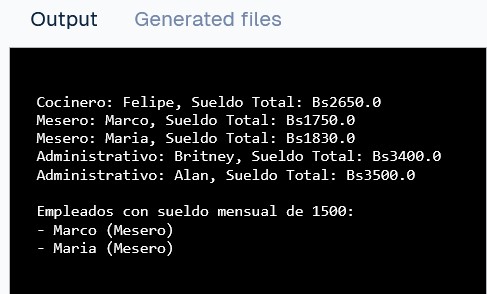 Output Generated files
Cocinero: Felipe, Sueldo Total: Bs2650.0
Mesero: Marco, Sueldo Total: Bs1750.0
Mesero: Maria, Sueldo Total: Bs1830.0
Administrativo: Britney, Sueldo Total: Bs3400.0
Administrativo: Alan, Sueldo Total: Bs3500.0
Empleados con sueldo mensual de 1500:
- Marco (Mesero)
- Maria (Mesero)